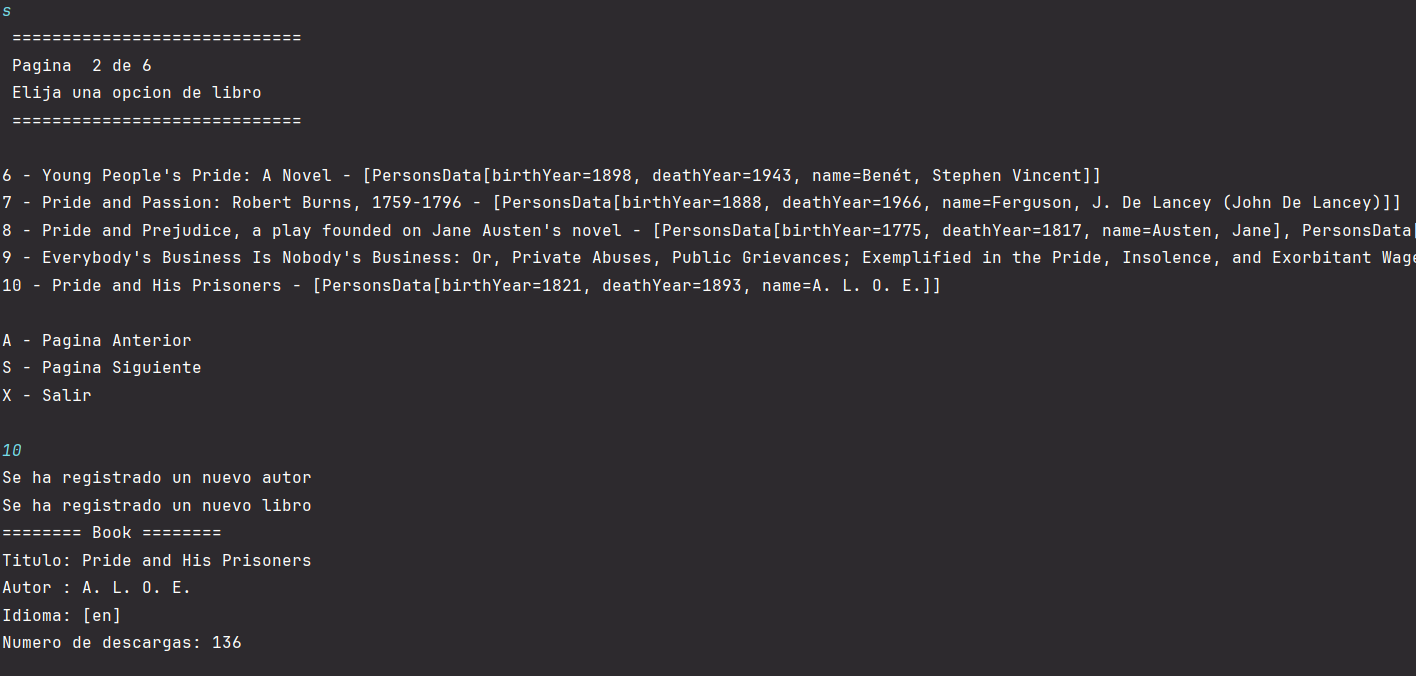 s
=============================
Pagina  2 de 6
Elija una opcion de libro
=============================
6 - Young People's Pride: A Novel - [PersonsData[birthYear=1898, deathYear=1943, name=Benét, Stephen Vincent]]
7 - Pride and Passion: Robert Burns, 1759-1796 - [PersonsData[birthYear=1888, deathYear=1966, name=Ferguson, J. De Lancey (John De Lancey)]]
8 - Pride and Prejudice, a play founded on Jane Austen's novel - [PersonsData[birthYear=1775, deathYear=1817, name=Austen, Jane], PersonsData[
9 - Everybody's Business Is Nobody's Business: Or, Private Abuses, Public Grievances; Exemplified in the Pride, Insolence, and Exorbitant Wage
10 - Pride and His Prisoners - [PersonsData[birthYear=1821, deathYear=1893, name=A. L. O. E.]]
A - Pagina Anterior
S - Pagina Siguiente
X - Salir
10
Se ha registrado un nuevo autor
Se ha registrado un nuevo libro
======== Book ========
Titulo: Pride and His Prisoners
Autor : A. L. O. E.
Idioma: [en]
Numero de descargas: 136